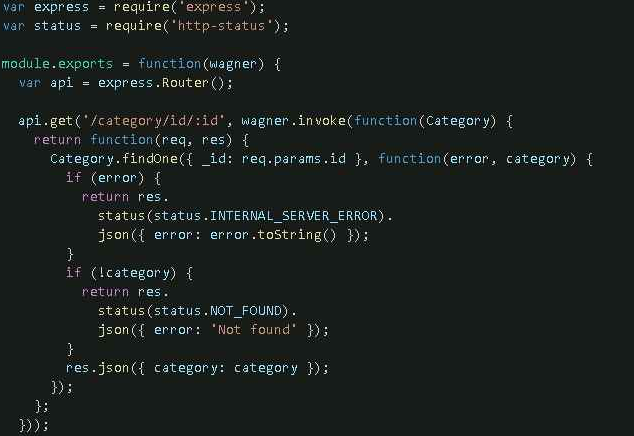 var express = require('express');
var status = require('http-status');
module.exports = function(wagner) {
var api = express.Router();
api.get('/category/id/:id', wagner.invoke(function(Category) {
return function(req, res) {
Category.findOne({ _id: req.params.id }, function(error, category) {
if (error) {
return res.
status(status.INTERNAL_SERVER_ERROR).
json({ error: error.toString() });
}
if (!category) {
return res.
status(status.NOT_FOUND).
json({ error: 'Not found' });
}
res.json({ category: category });
});
};
}));